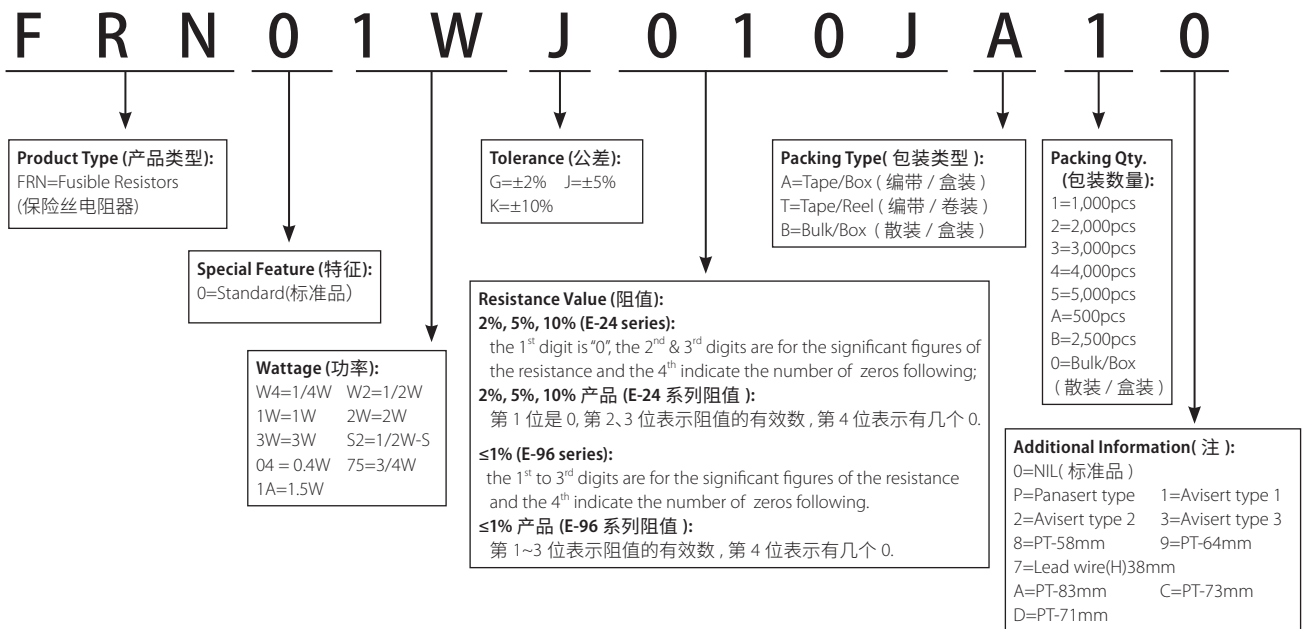 F R N 0 1 W J 0 1 0 J A 1 0
Product Type (产品类型):
FRN=Fusible Resistors
(保险丝电阻器)
Special Feature (特征):
0=Standard(标准品)
Wattage (功率):
W4=1/4W W2=1/2W
1W=1W 2W=2W
3W=3W S2=1/2W-S
04 = 0.4W 75=3/4W
1A=1.5W
Tolerance (公差):
G=±2% J=±5%
K=±10%
Resistance Value (阻值):
2%, 5%, 10% (E-24 series):
the 1st digit is "0", the 2nd & 3rd digits are for the significant figures of
the resistance and the 4th indicate the number of zeros following;
2%, 5%, 10% 产品 (E-24 系列阻值 ):
第 1 位是 0, 第 2、3 位表示阻值的有效数 , 第 4 位表示有几个 0.
≤1% (E-96 series):
the 1st to 3rd digits are for the significant figures of the resistance
and the 4th indicate the number of zeros following.
≤1% 产品 (E-96 系列阻值 ):
第 1~3 位表示阻值的有效数 , 第 4 位表示有几个 0.
Packing Type( 包装类型 ):
A=Tape/Box ( 编带 / 盒装 )
T=Tape/Reel ( 编带 / 卷装 )
B=Bulk/Box ( 散装 / 盒装 )
Packing Qty.
(包装数量):
1=1,000pcs
2=2,000pcs
3=3,000pcs
4=4,000pcs
5=5,000pcs
A=500pcs
B=2,500pcs
0=Bulk/Box
( 散装 / 盒装 )
Additional Information( 注 ):
0=NIL( 标准品 )
P=Panasert type 1=Avisert type 1
2=Avisert type 2 3=Avisert type 3
8=PT-58mm 9=PT-64mm
7=Lead wire(H)38mm
A=PT-83mm C=PT-73mm
D=PT-71mm